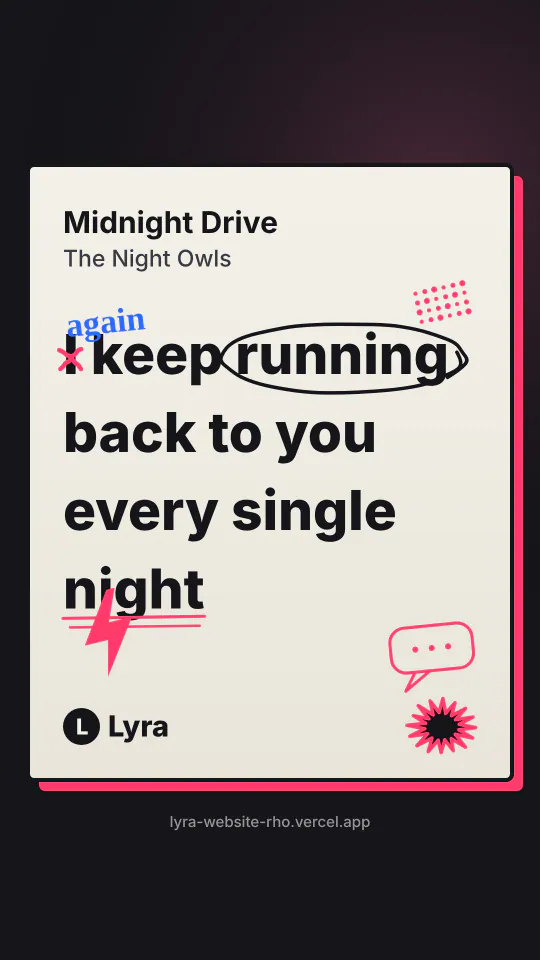 Midnight Drive
The Night Owls
again
I keep running
back to you
every single
night
L Lyra
lyra-website-rho.vercel.app